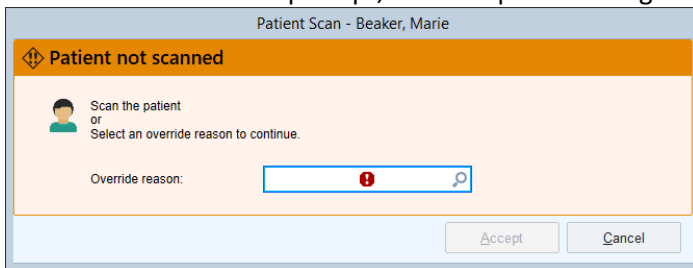 Patient Scan - Beaker, Marie
Patient not scanned
Scan the patient
or
Select an override reason to continue.
Override reason:
Accept
Cancel